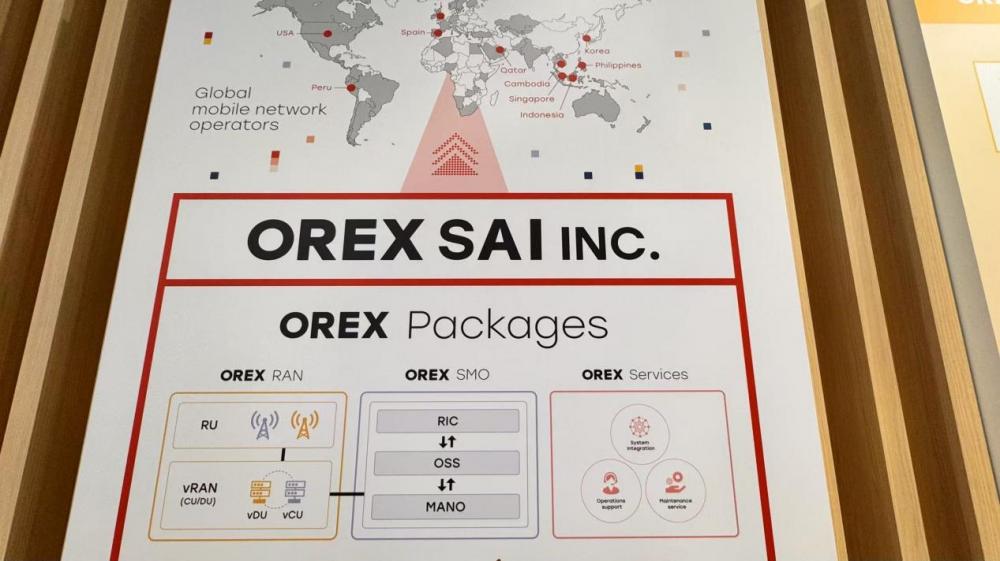 USA
Spain
Korea
Qatar
Philippines
Cambodia
Peru
Singapore
Indonesia
Global
mobile network
operators
OREX SAI INC.
OREX Packages
OREX RAN
OREX SMO
OREX Services
RU
RIC
OSS
MANO
vRAN
(CU/DU)
vDU
vCU
System
Integration
Operations
support
Maintenance
service